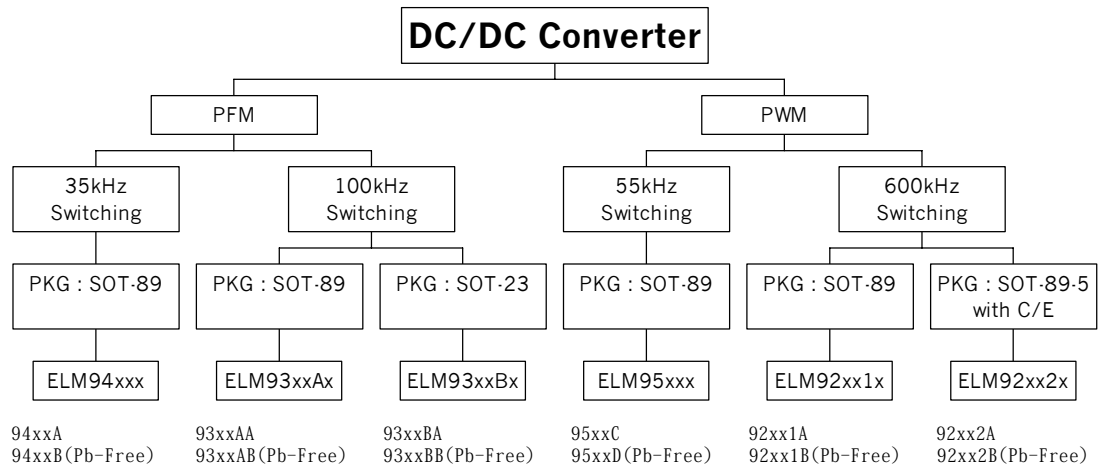 DC/DC Converter
PFM
PWM
35kHz
Switching
100kHz
Switching
55kHz
Switching
600kHz
Switching
PKG : SOT-89
PKG : SOT-89
PKG : SOT-23
PKG : SOT-89
PKG : SOT-89
PKG : SOT-89-5
with C/E
ELM94xxx
ELM93xxAx
ELM93xxBx
ELM95xxx
ELM92xx1x
ELM92xx2x
94xxA
94xxB(Pb-Free)
93xxAA
93xxAB(Pb-Free)
93xxBA
93xxBB(Pb-Free)
95xxC
95xxD(Pb-Free)
92xx1A
92xx1B(Pb-Free)
92xx2A
92xx2B(Pb-Free)